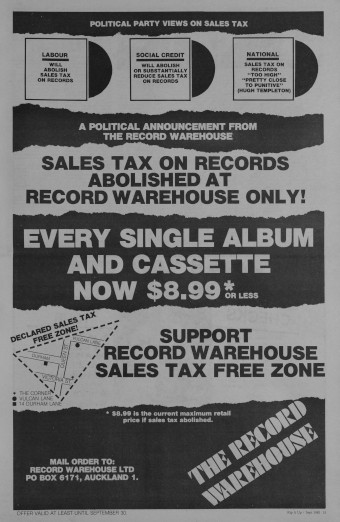 POLITICAL PARTY VIEWS ON SALES TAX
LABOUR
WILL
ABOLISH
SALES TAX
ON RECORDS
SOCIAL CREDIT
WILL ABOLISH
OR SUBSTANTIALLY
REDUCE SALES TAX
ON RECORDS
NATIONAL
SALES TAX ON
RECORDS
"TOO HIGH"
"PRETTY CLOSE
TO PUNITIVE"
(HUGH TEMPLETON)
A POLITICAL ANNOUNCEMENT FROM
THE RECORD WAREHOUSE
SALES TAX ON RECORDS
ABOLISHED AT
RECORD WAREHOUSE ONLY!
EVERY SINGLE ALBUM
AND CASSETTE
NOW $8.99*
OR LESS
DECLARED SALES TAX
FREE ZONE!
DURHAM
★ THE CORNER
● VULCAN LANE
■ 14 DURHAM LANE
SUPPORT
RECORD WAREHOUSE
SALES TAX FREE ZONE
* $8.99 is the current maximum retail
price if sales tax abolished.
THE RECORD
WAREHOUSE
MAIL ORDER TO:
RECORD WAREHOUSE LTD
PO BOX 6171, AUCKLAND 1.
OFFER VALID AT LEAST UNTIL SEPTEMBER 30.